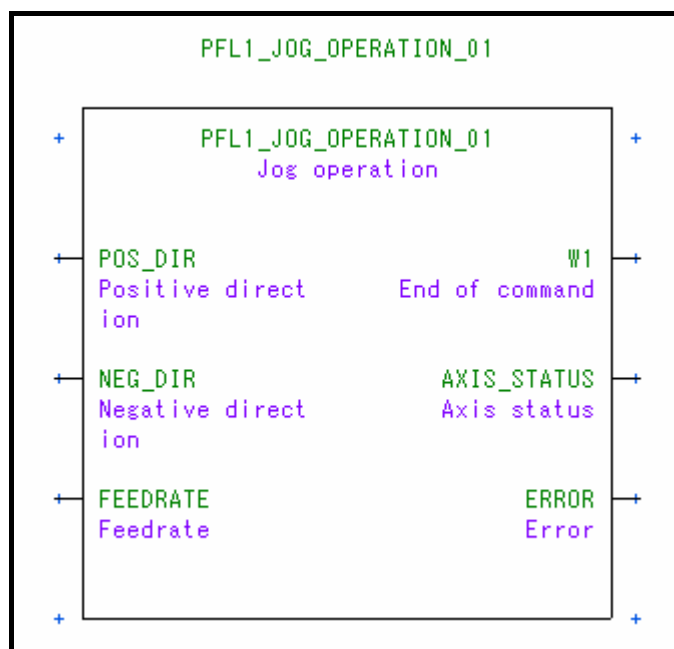 PFL1_JOG_OPERATION_01
PFL1_JOG_OPERATION_01
Jog operation
POS_DIR
Positive direct
ion
W1
End of command
NEG_DIR
Negative direct
ion
AXIS_STATUS
Axis status
FEEDRATE
Feedrate
ERROR
Error